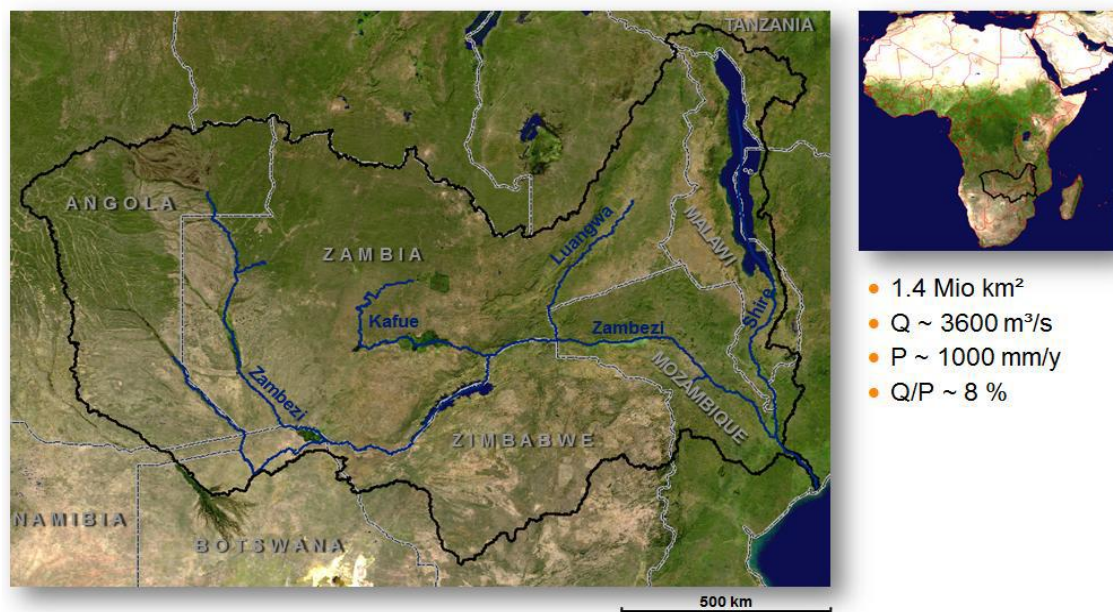 TANZANIA
ANGOLA
ZAMBIA
Luangwa
MALAWI
Kafue
Zambezi
Shire
Zambezi
MOZAMBIQUE
ZIMBABWE
NAMIBIA
BOTSWANA
500 km
• 1.4 Mio km²
• Q ~ 3600 m³/s
• P ~ 1000 mm/y
• Q/P ~ 8 %